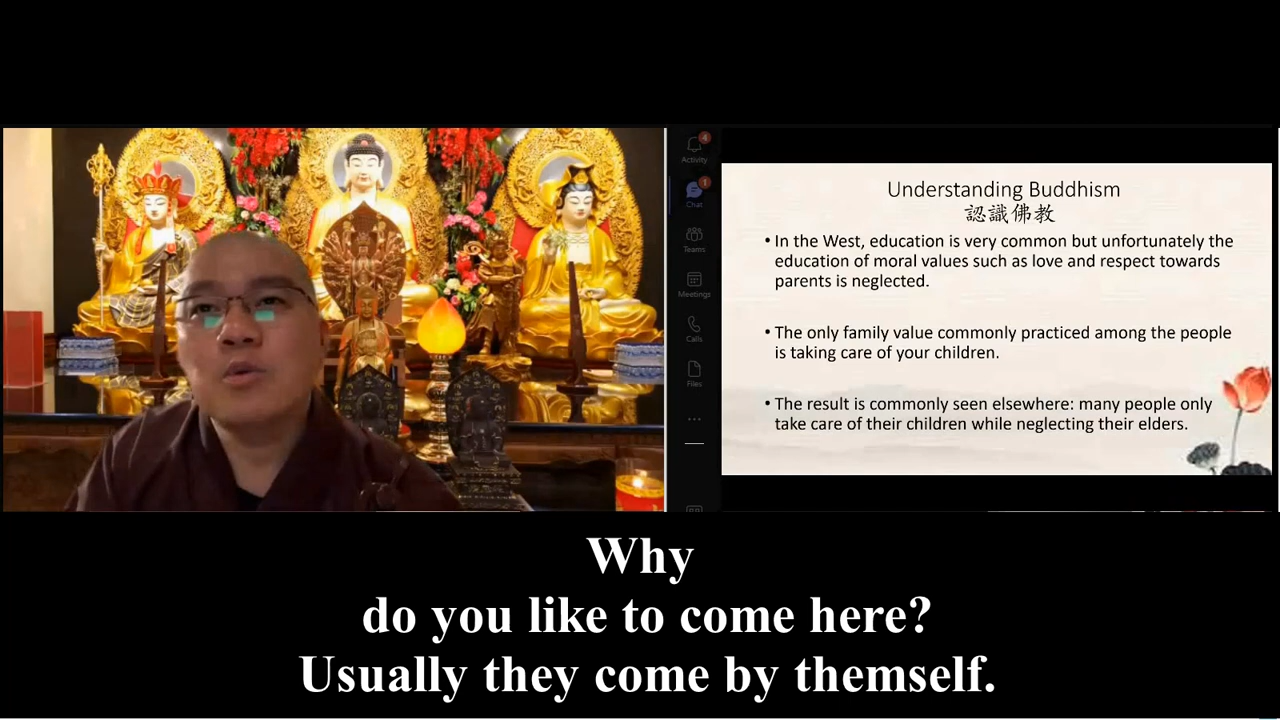 4
Activity
1
Chat
Teams
Meetings
Calls
Files
Understanding Buddhism
認識佛教
• In the West, education is very common but unfortunately the
education of moral values such as love and respect towards
parents is neglected.
• The only family value commonly practiced among the people
is taking care of your children.
• The result is commonly seen elsewhere: many people only
take care of their children while neglecting their elders.
Why
do you like to come here?
Usually they come by themself.